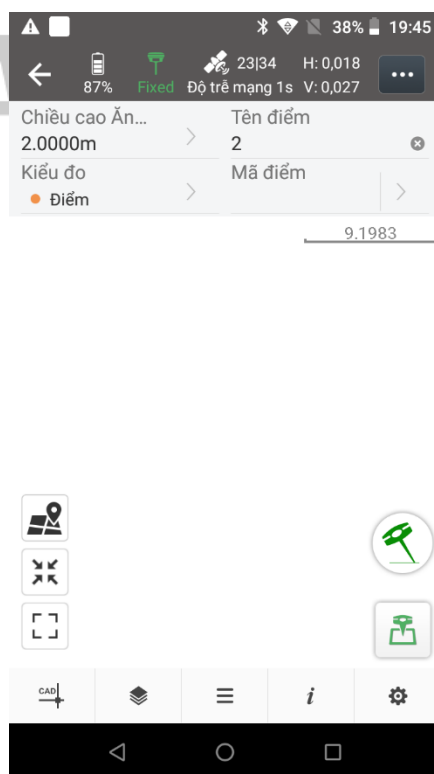 38% 19:45
87% Fixed 23|34 H: 0,018
Độ trễ mạng 1s V: 0,027
Chiều cao Ăn... Tên điểm
2.0000m 2
Kiểu đo Mã điểm
Điểm
9.1983
CAD
i